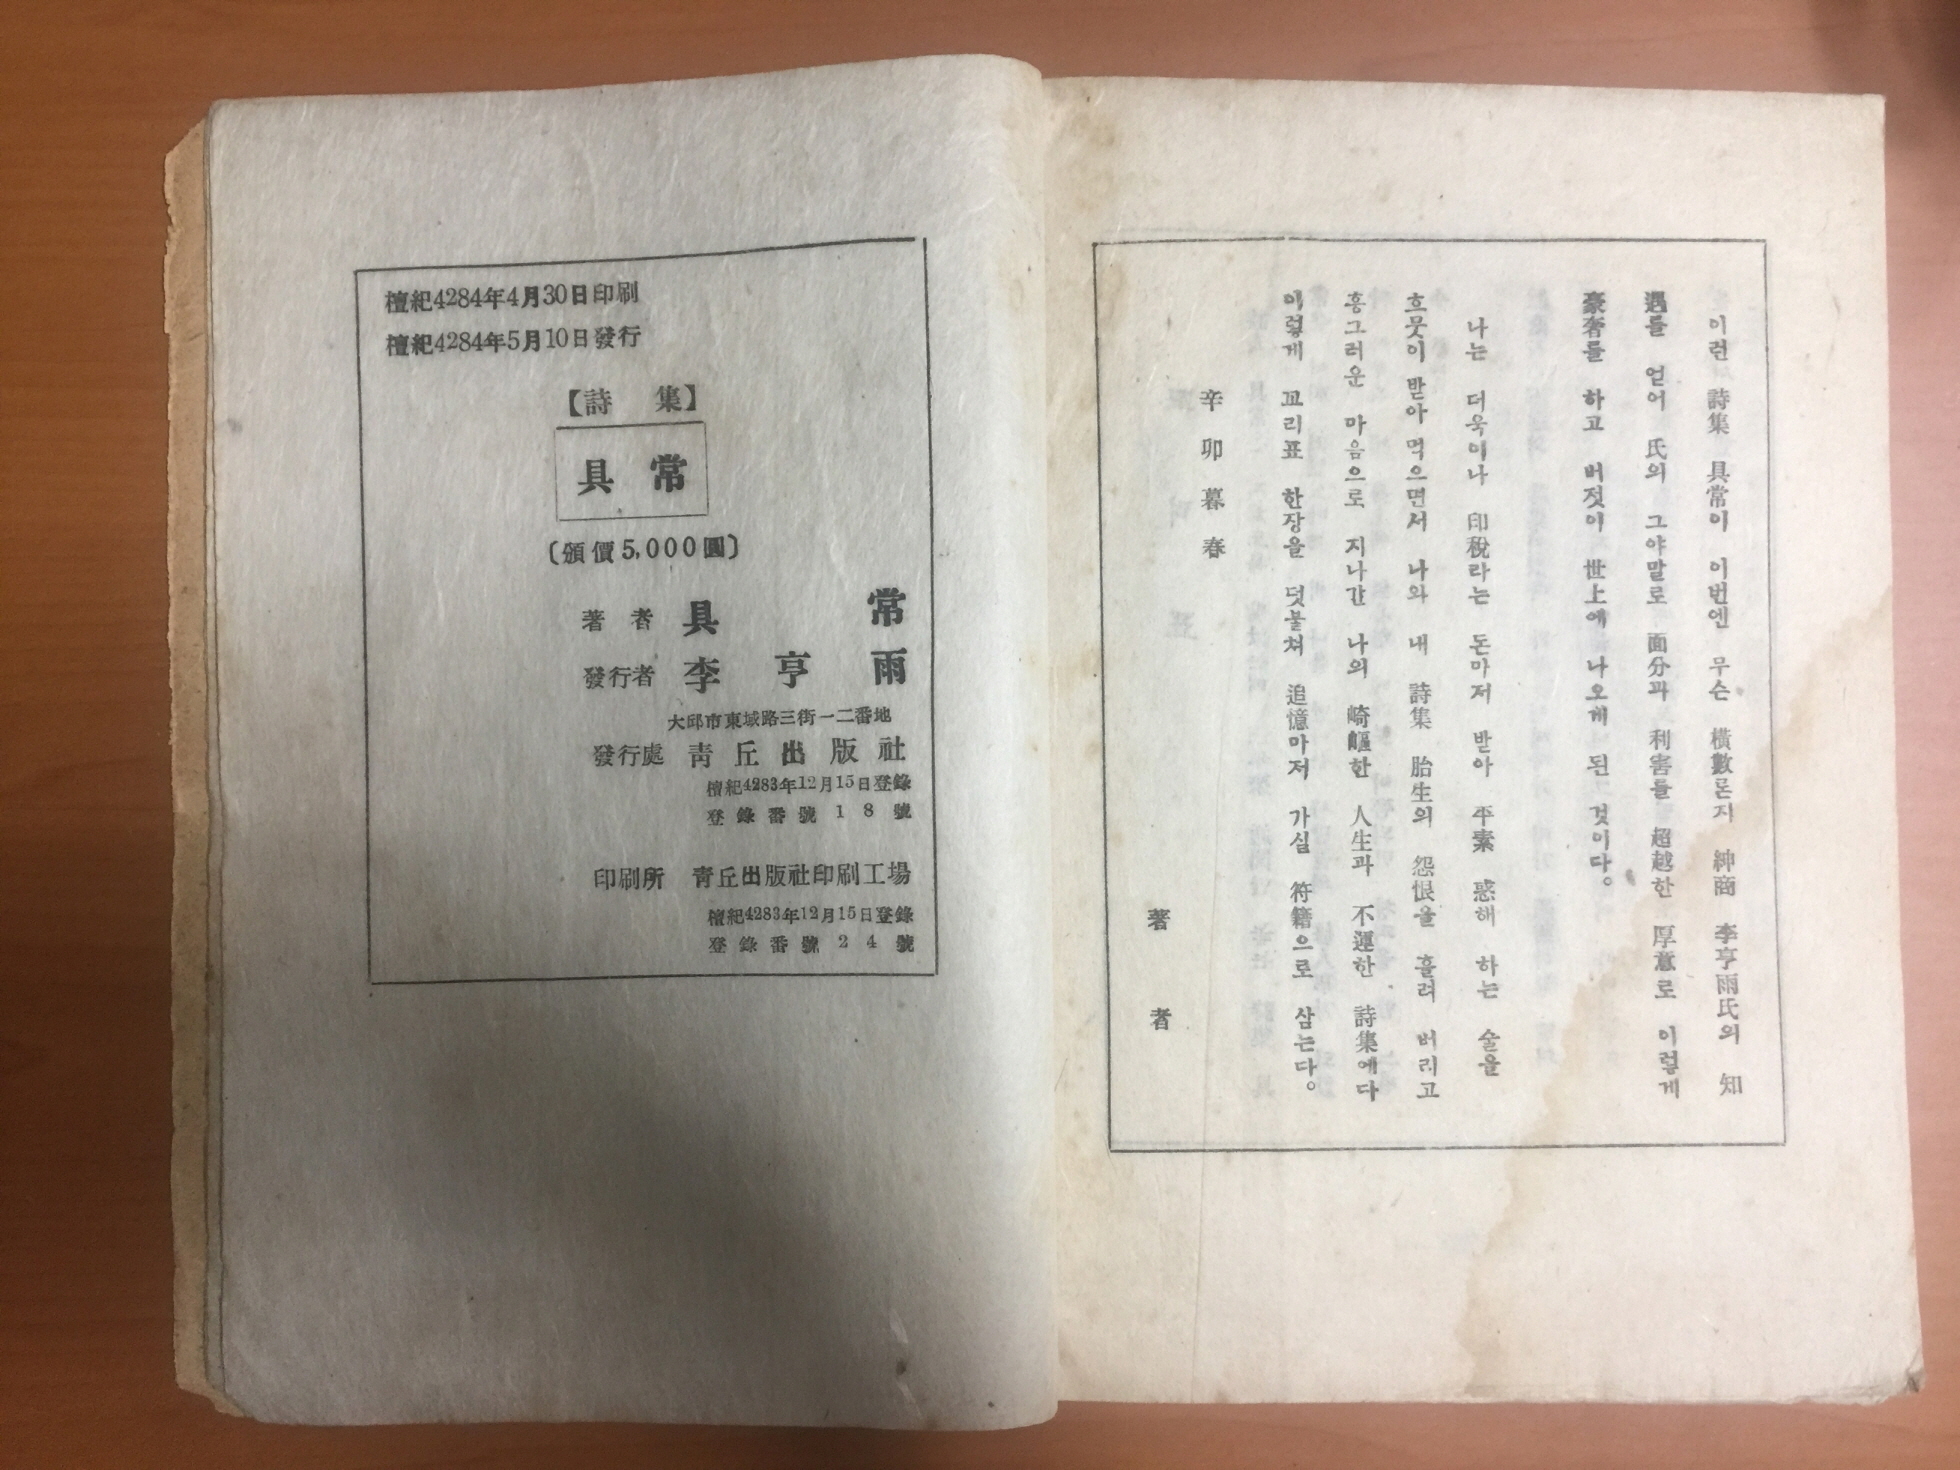 이런 詩集 具常이 이번엔 무슨 橫數론지 紳商 李亨雨氏의 知
遇를 얻어 氏의 그야말로 面分과 利害를 超越한 厚意로 이렇게
豪奢를 하고 버젓이 世上에 나오게 된 것이다。
나는 더욱이나 印稅라는 돈마저 받아 平素 惑해 하는 술을
흐뭇이 받아 먹으면서 나와 내 詩集 胎生의 怨恨을 흘려 버리고
흥그러운 마음으로 지나간 나의 崎嶇한 人生과 不運한 詩集에다
이렇게 꼬리표 한장을 덧붙쳐 追憶마저 가실 符籍으로 삼는다。
辛卯暮春
著者
檀紀4284年4月30日印刷
檀紀4284年5月10日發行
【詩 集】
具常
〔頒價5,000圓〕
著者 具常
發行者 李亨雨
大邱市東城路三街一二番地
發行處 靑丘出版社
檀紀4283年12月15日登錄
登錄番號18號
印刷所 靑丘出版社印刷工場
檀紀4283年12月15日登錄
登錄番號24號